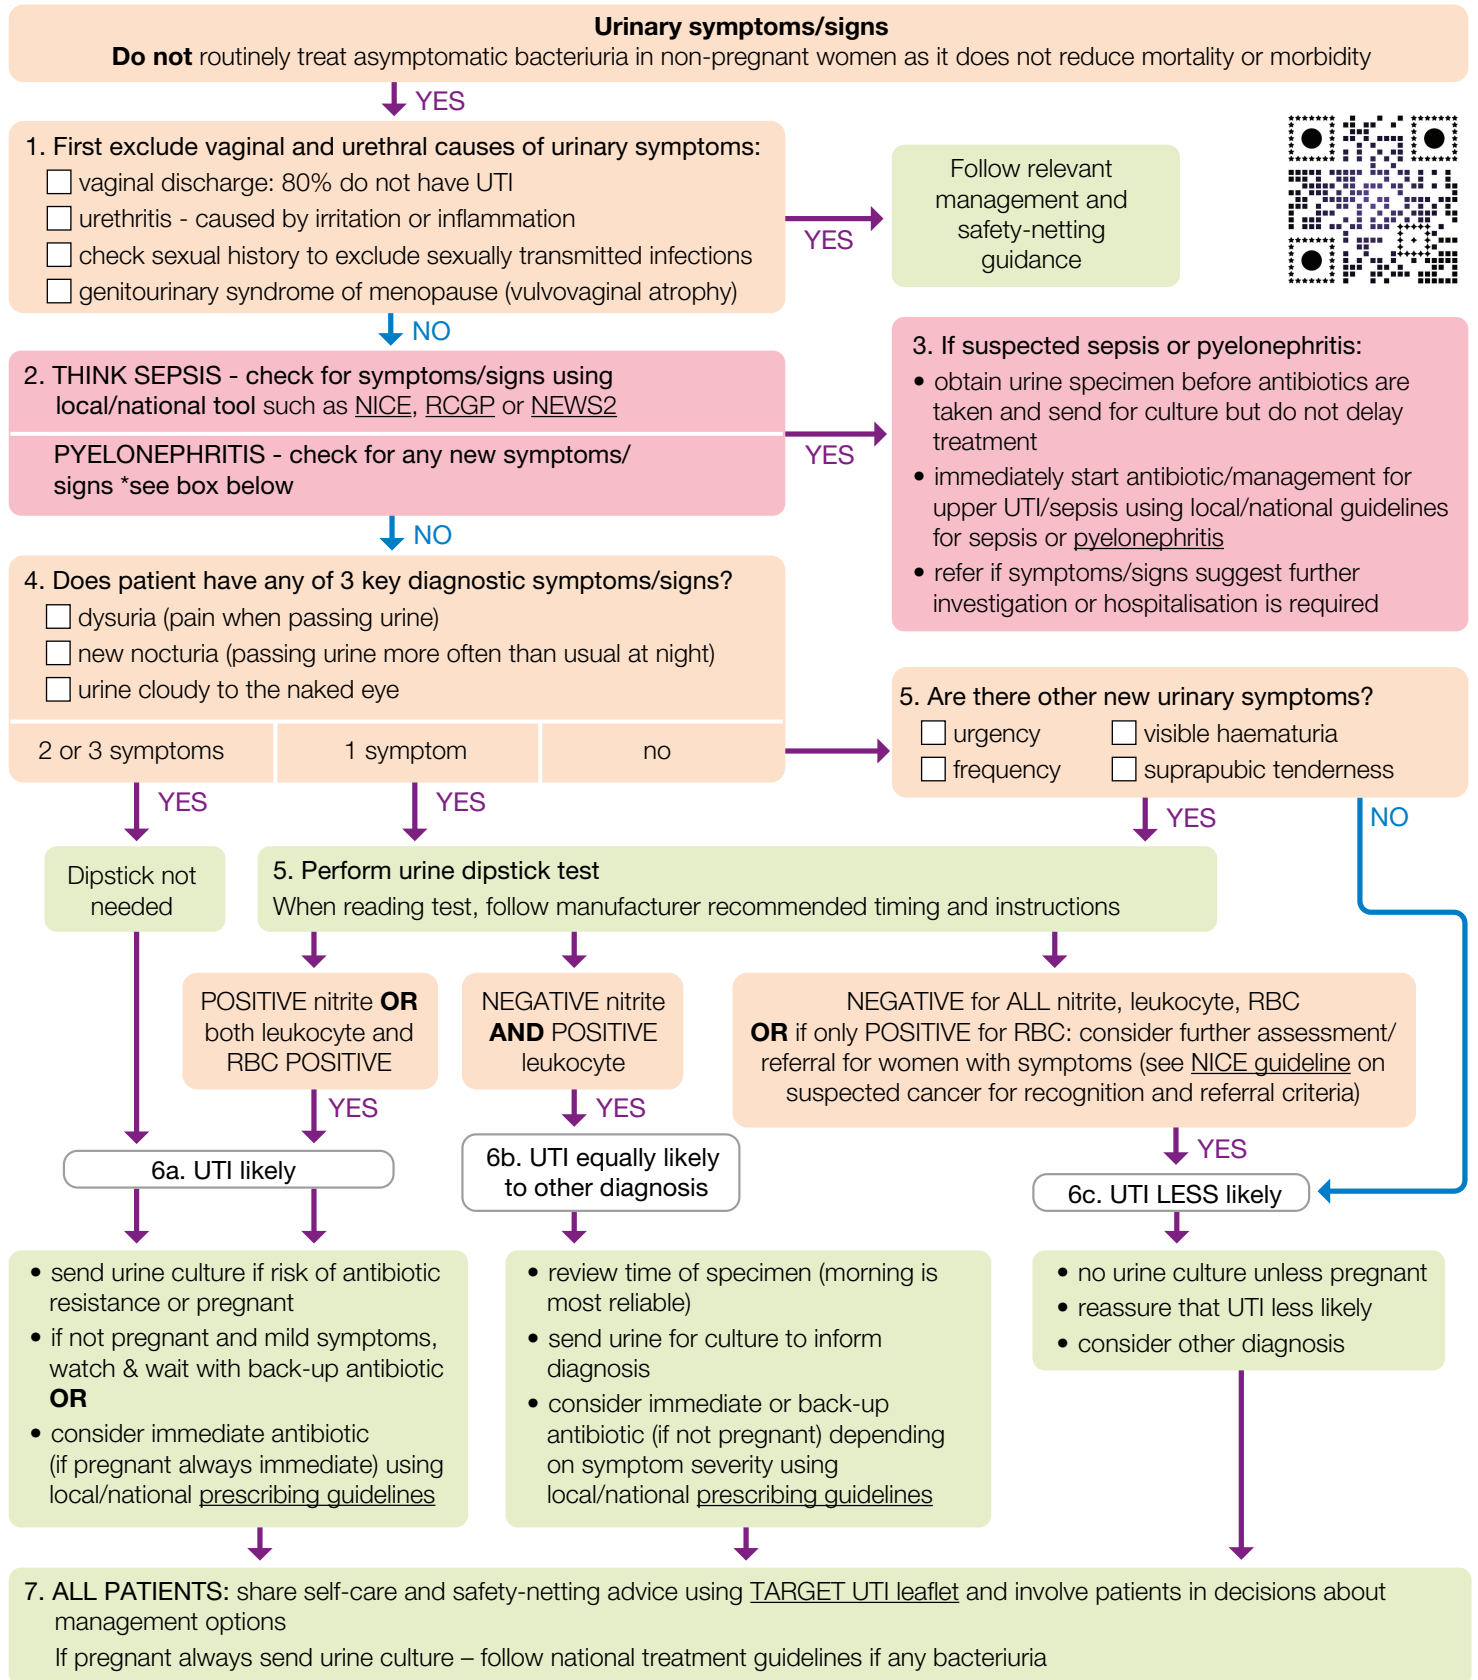 Urinary symptoms/signs
Do not routinely treat asymptomatic bacteriuria in non-pregnant women as it does not reduce mortality or morbidity
YES
1. First exclude vaginal and urethral causes of urinary symptoms:
vaginal discharge: 80% do not have UTI
urethritis - caused by irritation or inflammation
check sexual history to exclude sexually transmitted infections
genitourinary syndrome of menopause (vulvovaginal atrophy)
YES
Follow relevant
management and
safety-netting
guidance
NO
2. THINK SEPSIS - check for symptoms/signs using
local/national tool such as NICE, RCGP or NEWS2
PYELONEPHRITIS - check for any new symptoms/
signs *see box below
YES
3. If suspected sepsis or pyelonephritis:
• obtain urine specimen before antibiotics are
taken and send for culture but do not delay
treatment
• immediately start antibiotic/management for
upper UTI/sepsis using local/national guidelines
for sepsis or pyelonephritis
• refer if symptoms/signs suggest further
investigation or hospitalisation is required
NO
4. Does patient have any of 3 key diagnostic symptoms/signs?
dysuria (pain when passing urine)
new nocturia (passing urine more often than usual at night)
urine cloudy to the naked eye
2 or 3 symptoms
1 symptom
no
5. Are there other new urinary symptoms?
urgency
visible haematuria
frequency
suprapubic tenderness
YES
YES
YES
NO
Dipstick not
needed
5. Perform urine dipstick test
When reading test, follow manufacturer recommended timing and instructions
POSITIVE nitrite OR
both leukocyte and
RBC POSITIVE
NEGATIVE nitrite
AND POSITIVE
leukocyte
NEGATIVE for ALL nitrite, leukocyte, RBC
OR if only POSITIVE for RBC: consider further assessment/
referral for women with symptoms (see NICE guideline on
suspected cancer for recognition and referral criteria)
YES
YES
YES
6a. UTI likely
6b. UTI equally likely
to other diagnosis
6c. UTI LESS likely
• send urine culture if risk of antibiotic
resistance or pregnant
• if not pregnant and mild symptoms,
watch & wait with back-up antibiotic
OR
• consider immediate antibiotic
(if pregnant always immediate) using
local/national prescribing guidelines
• review time of specimen (morning is
most reliable)
• send urine for culture to inform
diagnosis
• consider immediate or back-up
antibiotic (if not pregnant) depending
on symptom severity using
local/national prescribing guidelines
• no urine culture unless pregnant
• reassure that UTI less likely
• consider other diagnosis
7. ALL PATIENTS: share self-care and safety-netting advice using TARGET UTI leaflet and involve patients in decisions about
management options
If pregnant always send urine culture – follow national treatment guidelines if any bacteriuria